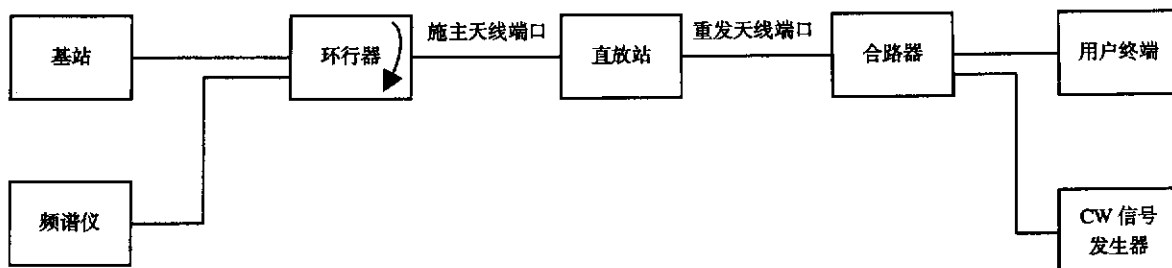 基站
环行器
施主天线端口
直放站
重发天线端口
合路器
用户终端
频谱仪
CW 信号
发生器